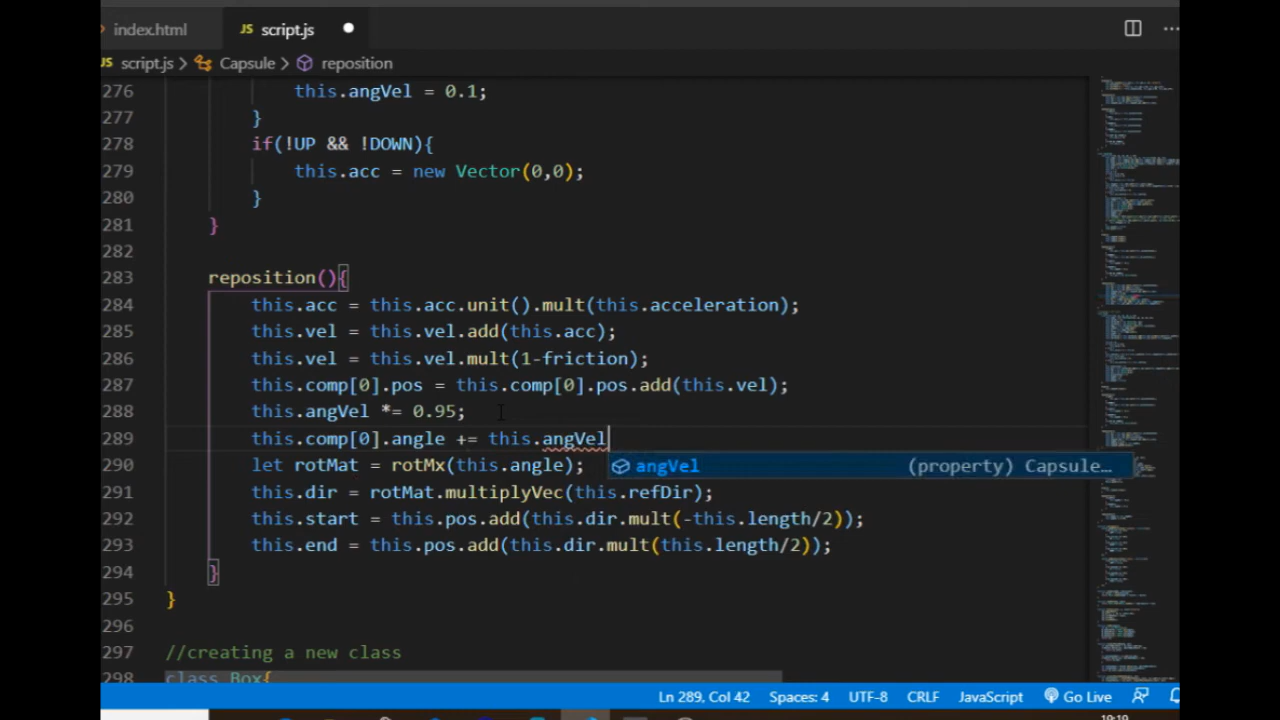 index.html
JS script.js
JS script.js > Capsule > reposition
276 this.angVel = 0.1;
277 }
278 if(!UP && !DOWN){
279 this.acc = new Vector(0,0);
280 }
281 }
282
283 reposition(){
284 this.acc = this.acc.unit().mult(this.acceleration);
285 this.vel = this.vel.add(this.acc);
286 this.vel = this.vel.mult(1-friction);
287 this.comp[0].pos = this.comp[0].pos.add(this.vel);
288 this.angVel *= 0.95;
289 this.comp[0].angle += this.angVel
290 let rotMat = rotMx(this.angle);
angVel (property) Capsule…
291 this.dir = rotMat.multiplyVec(this.refDir);
292 this.start = this.pos.add(this.dir.mult(-this.length/2));
293 this.end = this.pos.add(this.dir.mult(this.length/2));
294 }
295 }
296
297 //creating a new class
298 class Box{
Ln 289, Col 42 Spaces: 4 UTF-8 CRLF JavaScript Go Live
19:19